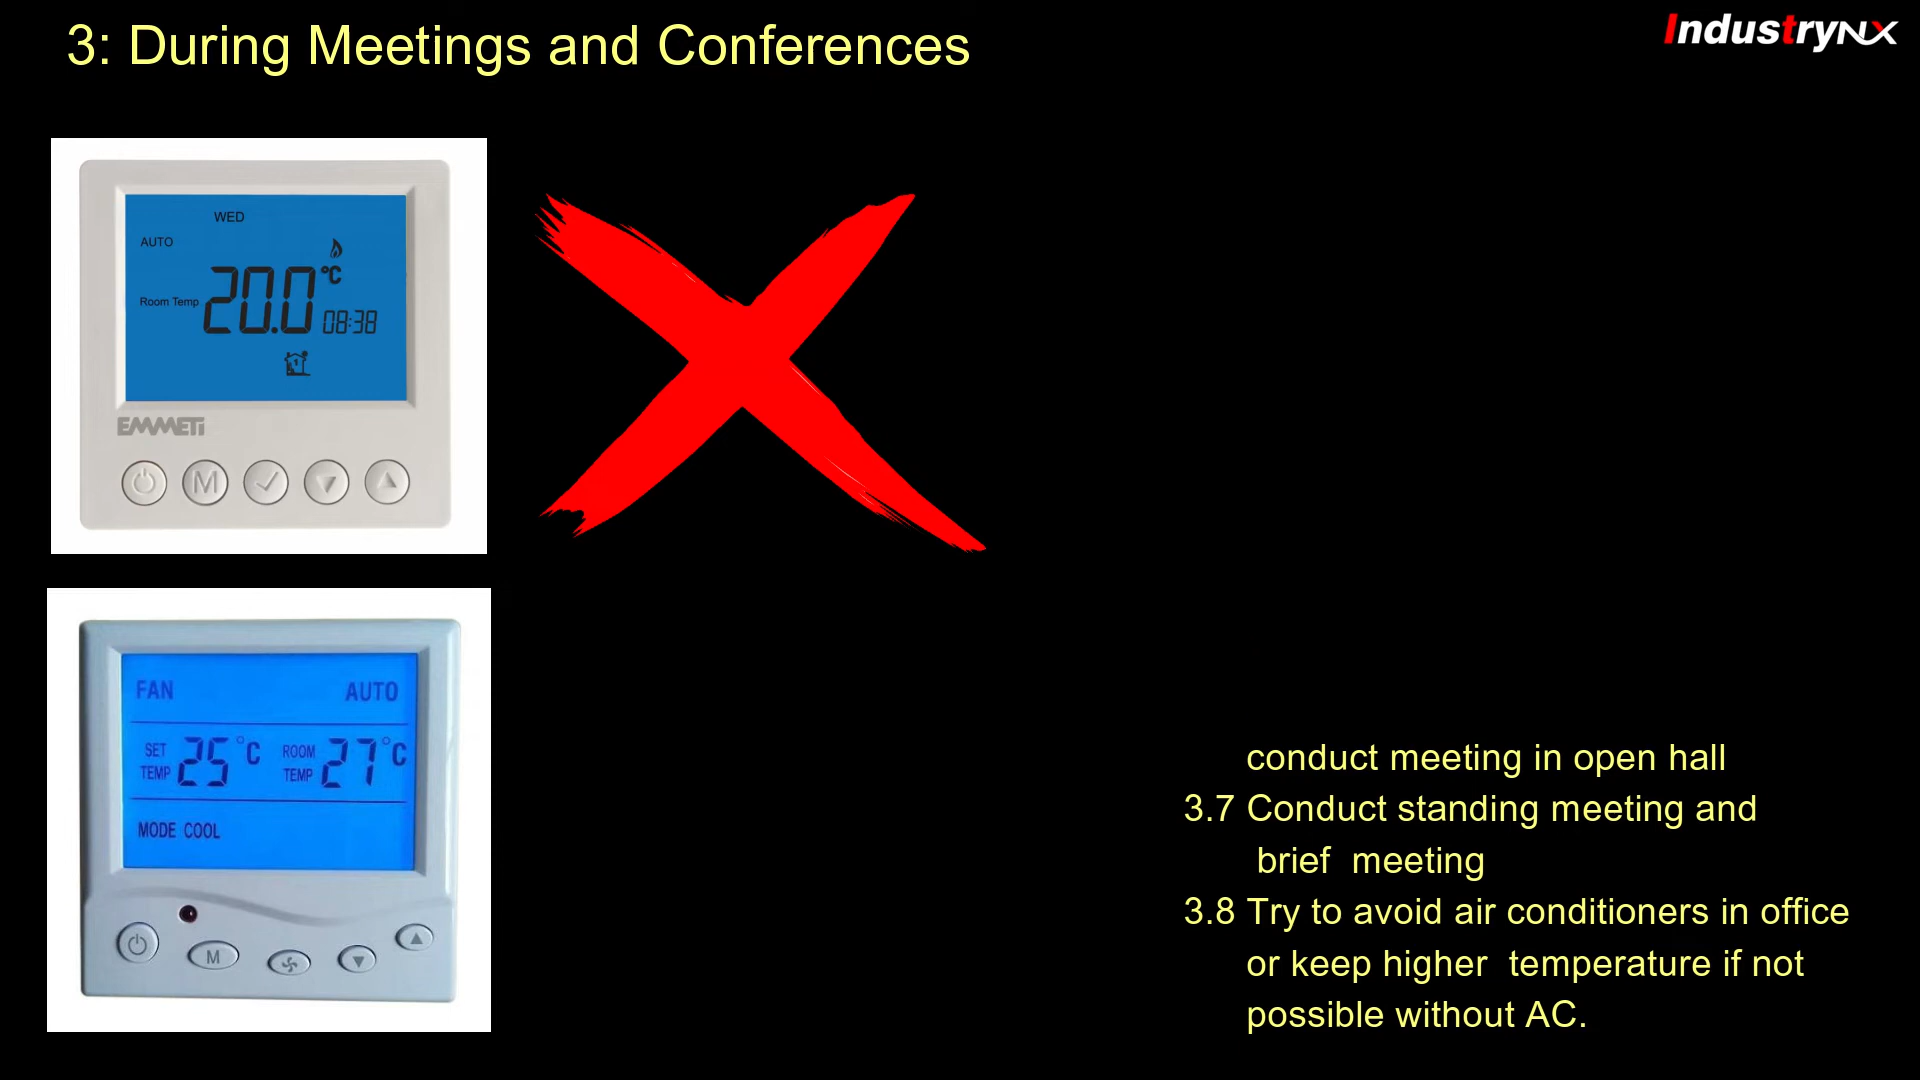 3: During Meetings and Conferences
IndustryNX
WED
AUTO
20.0 °C
Room Temp
08:38
1
EMMETi
M
FAN AUTO
SET TEMP 25 °C ROOM TEMP 27 °C
MODE COOL
M
conduct meeting in open hall
3.7 Conduct standing meeting and
brief meeting
3.8 Try to avoid air conditioners in office
or keep higher temperature if not
possible without AC.